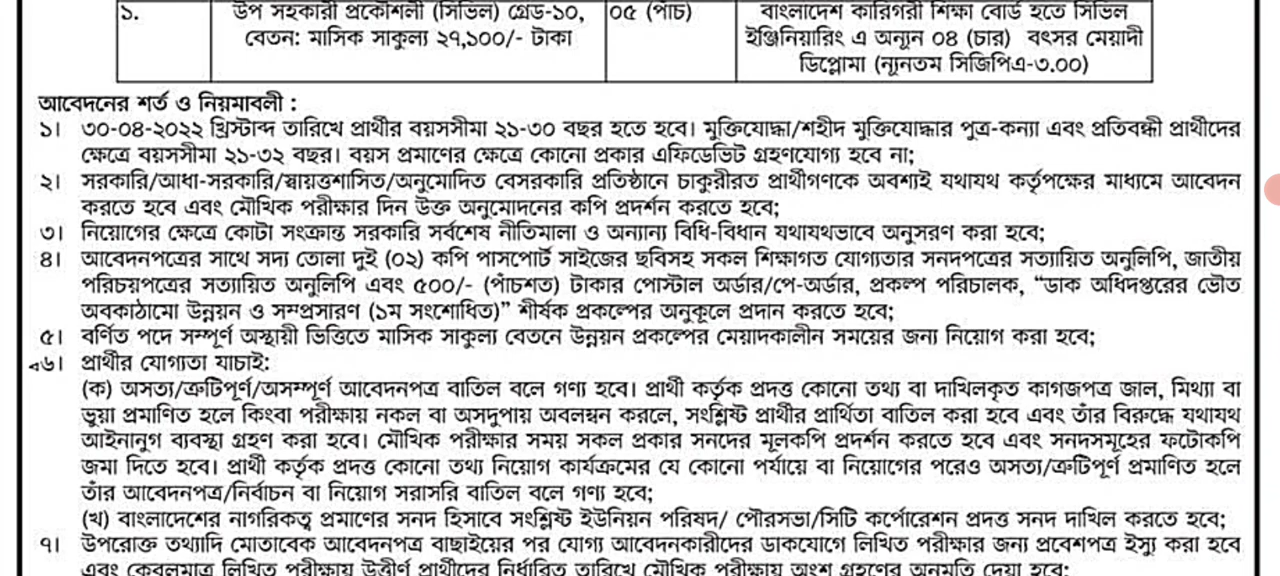 ১. উপ সহকারী প্রকৌশলী (সিভিল) গ্রেড-১০, ০৫ (পাঁচ) বাংলাদেশ কারিগরী শিক্ষা বোর্ড হতে সিভিল
বেতন: মাসিক সাকুল্য ২৭,১০০/- টাকা ইঞ্জিনিয়ারিং এ অন্যূন ০৪ (চার) বৎসর মেয়াদী
ডিপ্লোমা (ন্যূনতম সিজিপিএ-৩.০০)
আবেদনের শর্ত ও নিয়মাবলী :
১। ৩০-০৪-২০২২ খ্রিস্টাব্দ তারিখে প্রার্থীর বয়সসীমা ২১-৩০ বছর হতে হবে। মুক্তিযোদ্ধা/শহীদ মুক্তিযোদ্ধার পুত্র-কন্যা এবং প্রতিবন্ধী প্রার্থীদের
ক্ষেত্রে বয়সসীমা ২১-৩২ বছর। বয়স প্রমাণের ক্ষেত্রে কোনো প্রকার এফিডেভিট গ্রহণযোগ্য হবে না;
২। সরকারি/আধা-সরকারি/স্বায়ত্তশাসিত/অনুমোদিত বেসরকারি প্রতিষ্ঠানে চাকুরীরত প্রার্থীগণকে অবশ্যই যথাযথ কর্তৃপক্ষের মাধ্যমে আবেদন
করতে হবে এবং মৌখিক পরীক্ষার দিন উক্ত অনুমোদনের কপি প্রদর্শন করতে হবে;
৩। নিয়োগের ক্ষেত্রে কোটা সংক্রান্ত সরকারি সর্বশেষ নীতিমালা ও অন্যান্য বিধি-বিধান যথাযথভাবে অনুসরণ করা হবে;
৪। আবেদনপত্রের সাথে সদ্য তোলা দুই (০২) কপি পাসপোর্ট সাইজের ছবিসহ সকল শিক্ষাগত যোগ্যতার সনদপত্রের সত্যায়িত অনুলিপি, জাতীয়
পরিচয়পত্রের সত্যায়িত অনুলিপি এবং ৫০০/- (পাঁচশত) টাকার পোস্টাল অর্ডার/পে-অর্ডার, প্রকল্প পরিচালক, “ডাক অধিদপ্তরের ভৌত
অবকাঠামো উন্নয়ন ও সম্প্রসারণ (১ম সংশোধিত)” শীর্ষক প্রকল্পের অনুকূলে প্রদান করতে হবে;
৫। বর্ণিত পদে সম্পূর্ণ অস্থায়ী ভিত্তিতে মাসিক সাকুল্য বেতনে উন্নয়ন প্রকল্পের মেয়াদকালীন সময়ের জন্য নিয়োগ করা হবে;
৬। প্রার্থীর যোগ্যতা যাচাই:
(ক) অসত্য/ত্রুটিপূর্ণ/অসম্পূর্ণ আবেদনপত্র বাতিল বলে গণ্য হবে। প্রার্থী কর্তৃক প্রদত্ত কোনো তথ্য বা দাখিলকৃত কাগজপত্র জাল, মিথ্যা বা
ভুয়া প্রমাণিত হলে কিংবা পরীক্ষায় নকল বা অসদুপায় অবলম্বন করলে, সংশ্লিষ্ট প্রার্থীর প্রার্থিতা বাতিল করা হবে এবং তাঁর বিরুদ্ধে যথাযথ
আইনানুগ ব্যবস্থা গ্রহণ করা হবে। মৌখিক পরীক্ষার সময় সকল প্রকার সনদের মূলকপি প্রদর্শন করতে হবে এবং সনদসমূহের ফটোকপি
জমা দিতে হবে। প্রার্থী কর্তৃক প্রদত্ত কোনো তথ্য নিয়োগ কার্যক্রমের যে কোনো পর্যায়ে বা নিয়োগের পরেও অসত্য/ত্রুটিপূর্ণ প্রমাণিত হলে
তাঁর আবেদনপত্র/নির্বাচন বা নিয়োগ সরাসরি বাতিল বলে গণ্য হবে;
(খ) বাংলাদেশের নাগরিকত্ব প্রমাণের সনদ হিসাবে সংশ্লিষ্ট ইউনিয়ন পরিষদ/ পৌরসভা/সিটি কর্পোরেশন প্রদত্ত সনদ দাখিল করতে হবে;
৭। উপরোক্ত তথ্যাদি মোতাবেক আবেদনপত্র বাছাইয়ের পর যোগ্য আবেদনকারীদের ডাকযোগে লিখিত পরীক্ষার জন্য প্রবেশপত্র ইস্যু করা হবে
এবং কেবলমাত্র লিখিত পরীক্ষায় উত্তীর্ণ প্রার্থীদের নির্ধারিত তারিখে মৌখিক পরীক্ষায় অংশ গ্রহণের অনুমতি দেয়া হবে;